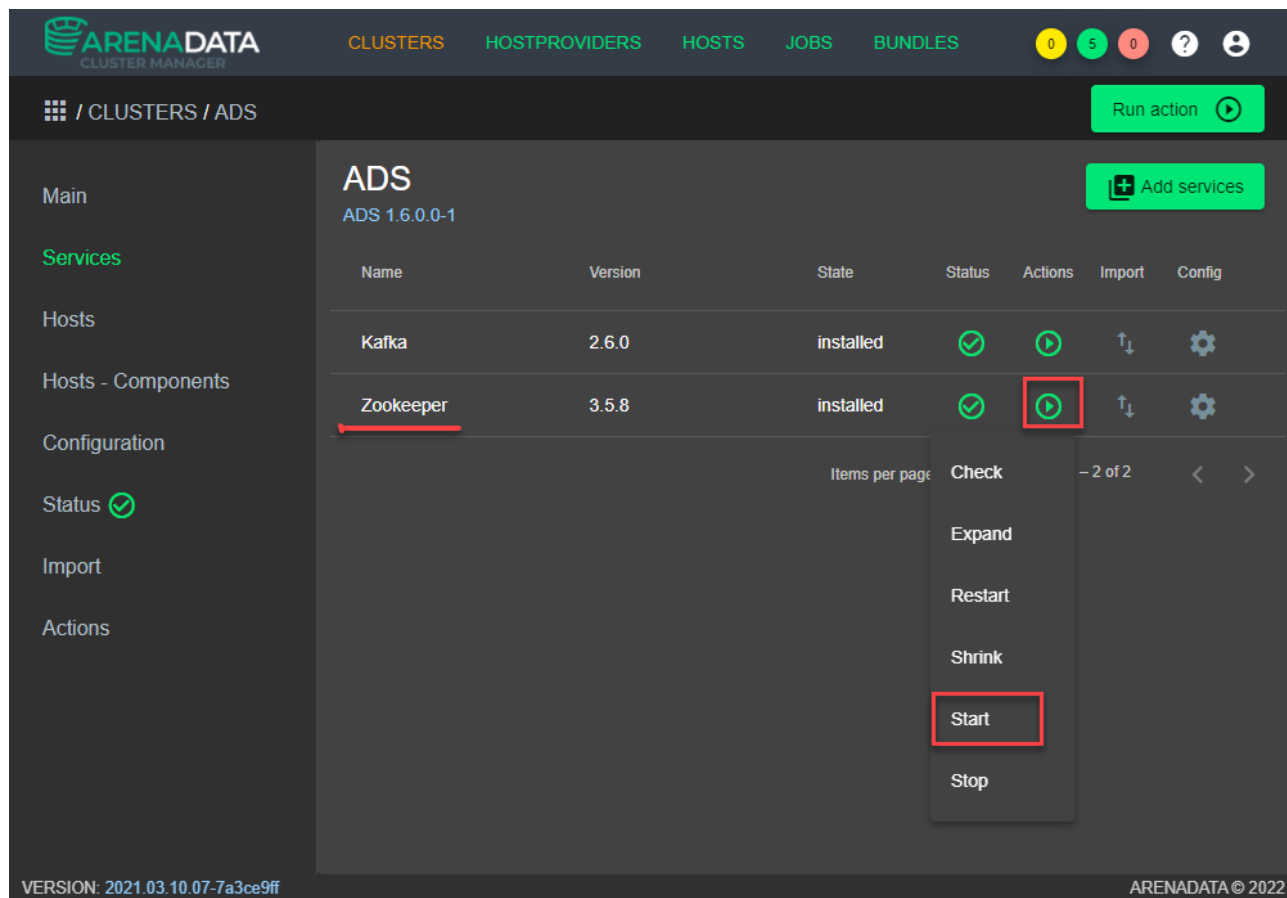 ARENADATA
CLUSTER MANAGER
CLUSTERS HOSTPROVIDERS HOSTS JOBS BUNDLES 0 5 0 ?
/ CLUSTERS / ADS Run action
Main
Services
Hosts
Hosts - Components
Configuration
Status
Import
Actions
ADS
ADS 1.6.0.0-1
Add services
Name Version State Status Actions Import Config
Kafka 2.6.0 installed
Zookeeper 3.5.8 installed
Items per page – 2 of 2
Check
Expand
Restart
Shrink
Start
Stop
VERSION: 2021.03.10.07-7a3ce9ff ARENADATA © 2022